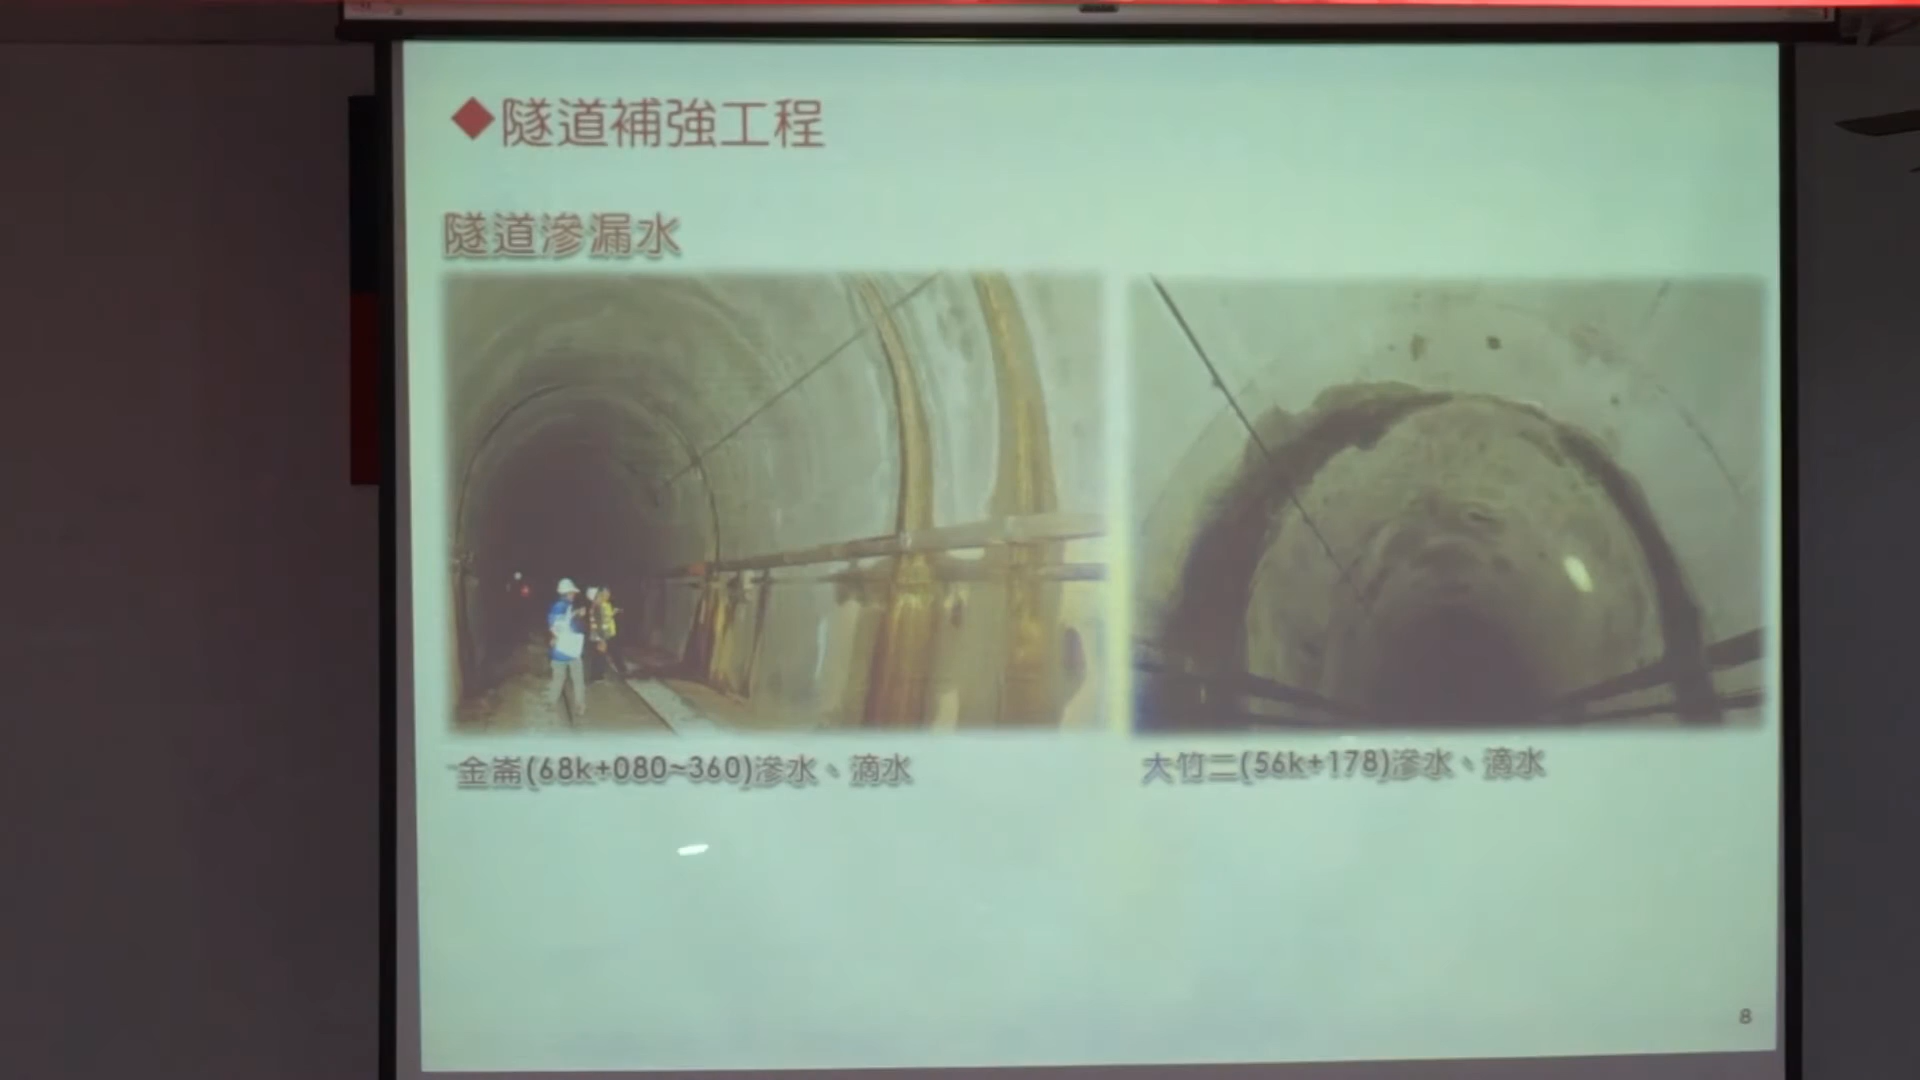 ◆隧道補強工程
隧道滲漏水
金崙(68k+080~360)滲水、滴水
大竹二(56k+178)滲水、滴水
8